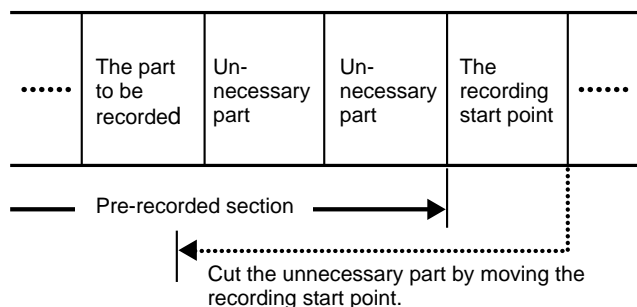 The part
to be
recorded
Un-
necessary
part
Un-
necessary
part
The
recording
start point
Pre-recorded section
Cut the unnecessary part by moving the
recording start point.